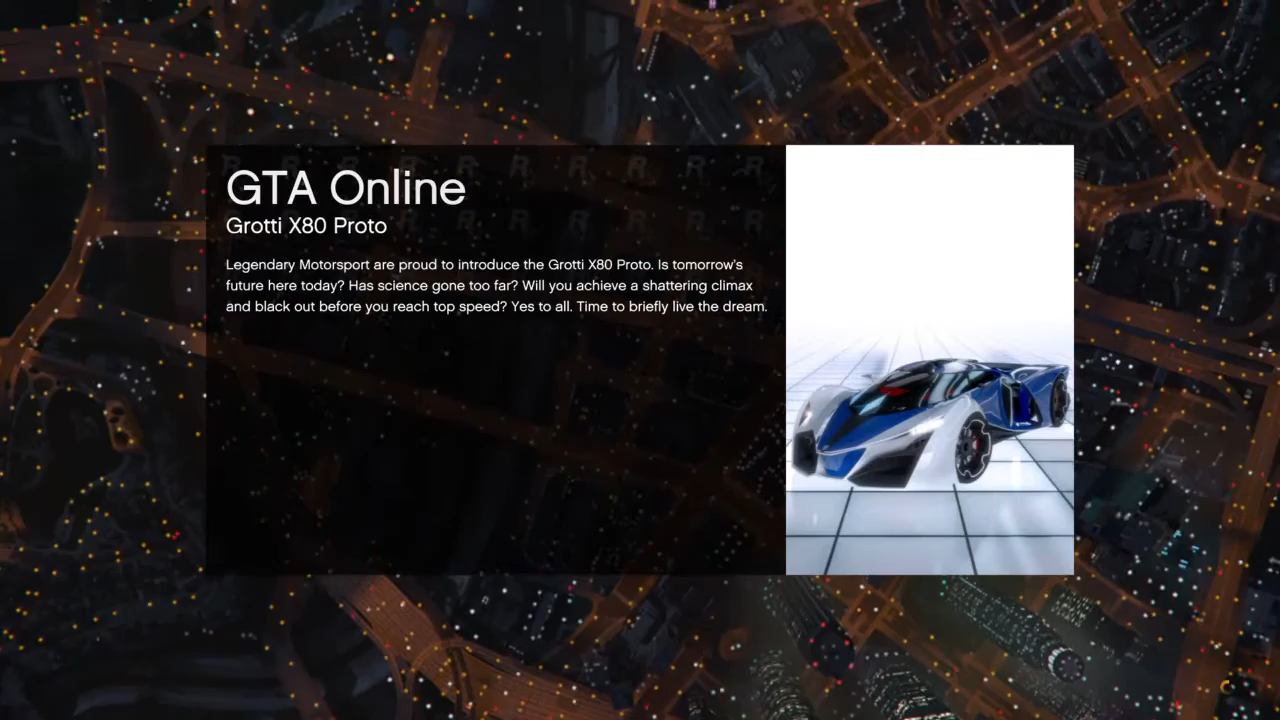 GTA Online
Grotti X80 Proto
Legendary Motorsport are proud to introduce the Grotti X80 Proto. Is tomorrow's
future here today? Has science gone too far? Will you achieve a shattering climax
and black out before you reach top speed? Yes to all. Time to briefly live the dream.